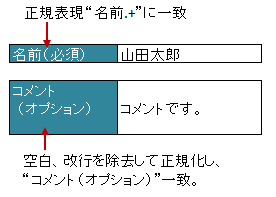 正規表現“名前.+”に一致
名前(必須) 山田太郎
コメント
(オプション) コメントです。
空白、改行を除去して正規化し、
“コメント(オプション)”一致。